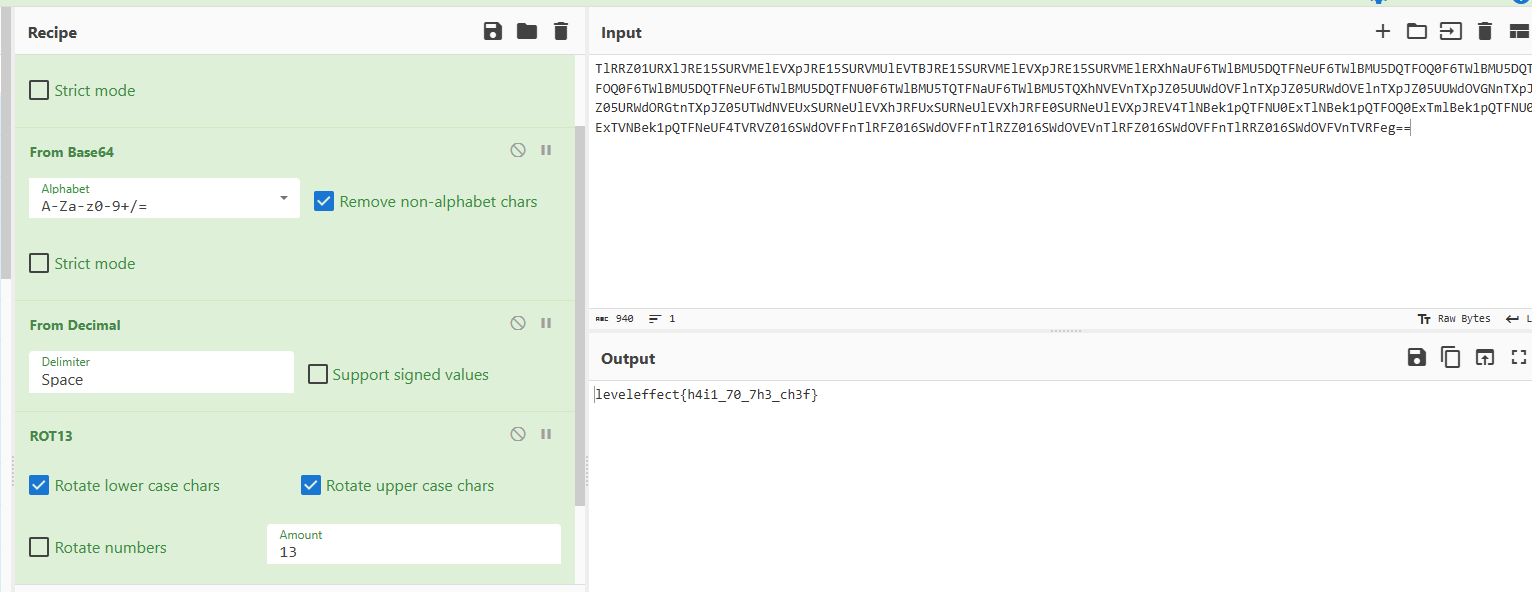 Recipe
Strict mode
From Base64
Alphabet
A-Za-z0-9+/=
Remove non-alphabet chars
Strict mode
From Decimal
Delimiter
Space
Support signed values
ROT13
Rotate lower case chars
Rotate upper case chars
Rotate numbers
Amount
13
Input
TlRRZ01URXlJRE15SURVMElEVXpJRE15SURVMUlEVTBJRE15SURVMElEVXpJRE15SURVMElERXhNaUF6TWlBMU5DQTFNeUF6TWlBMU5DQTFOQ0F6TWlBMU5DQT
FOQ0F6TWlBMU5DQTFNeUF6TWlBMU5DQTFNU0F6TWlBMU5TQTFNaUF6TWlBMU5TQXhNVEVnTXpJZ05UUWdOVFlnTXpJZ05URWdOVElnTXpJZ05UUWdOVGNnTXpJ
Z05URWdORGtnTXpJZ05UTWdNVEUxSURNeUlEVXhJRFUxSURNeUlEVXhJRFE0SURNeUlEVXpJREV4TlNBek1pQTFNU0ExTlNBek1pQTFOQ0ExTmlBek1pQTFNU0
ExTVNBek1pQTFNeUF4TVRVZ016SWdOVFFnTlRFZ016SWdOVFFnTlRZZ016SWdOVEVnTlRFZ016SWdOVFFnTlRRZ016SWdOVFVnTVRFeg==
940
1
Raw Bytes
Output
leveleffect{h4i1_70_7h3_ch3f}